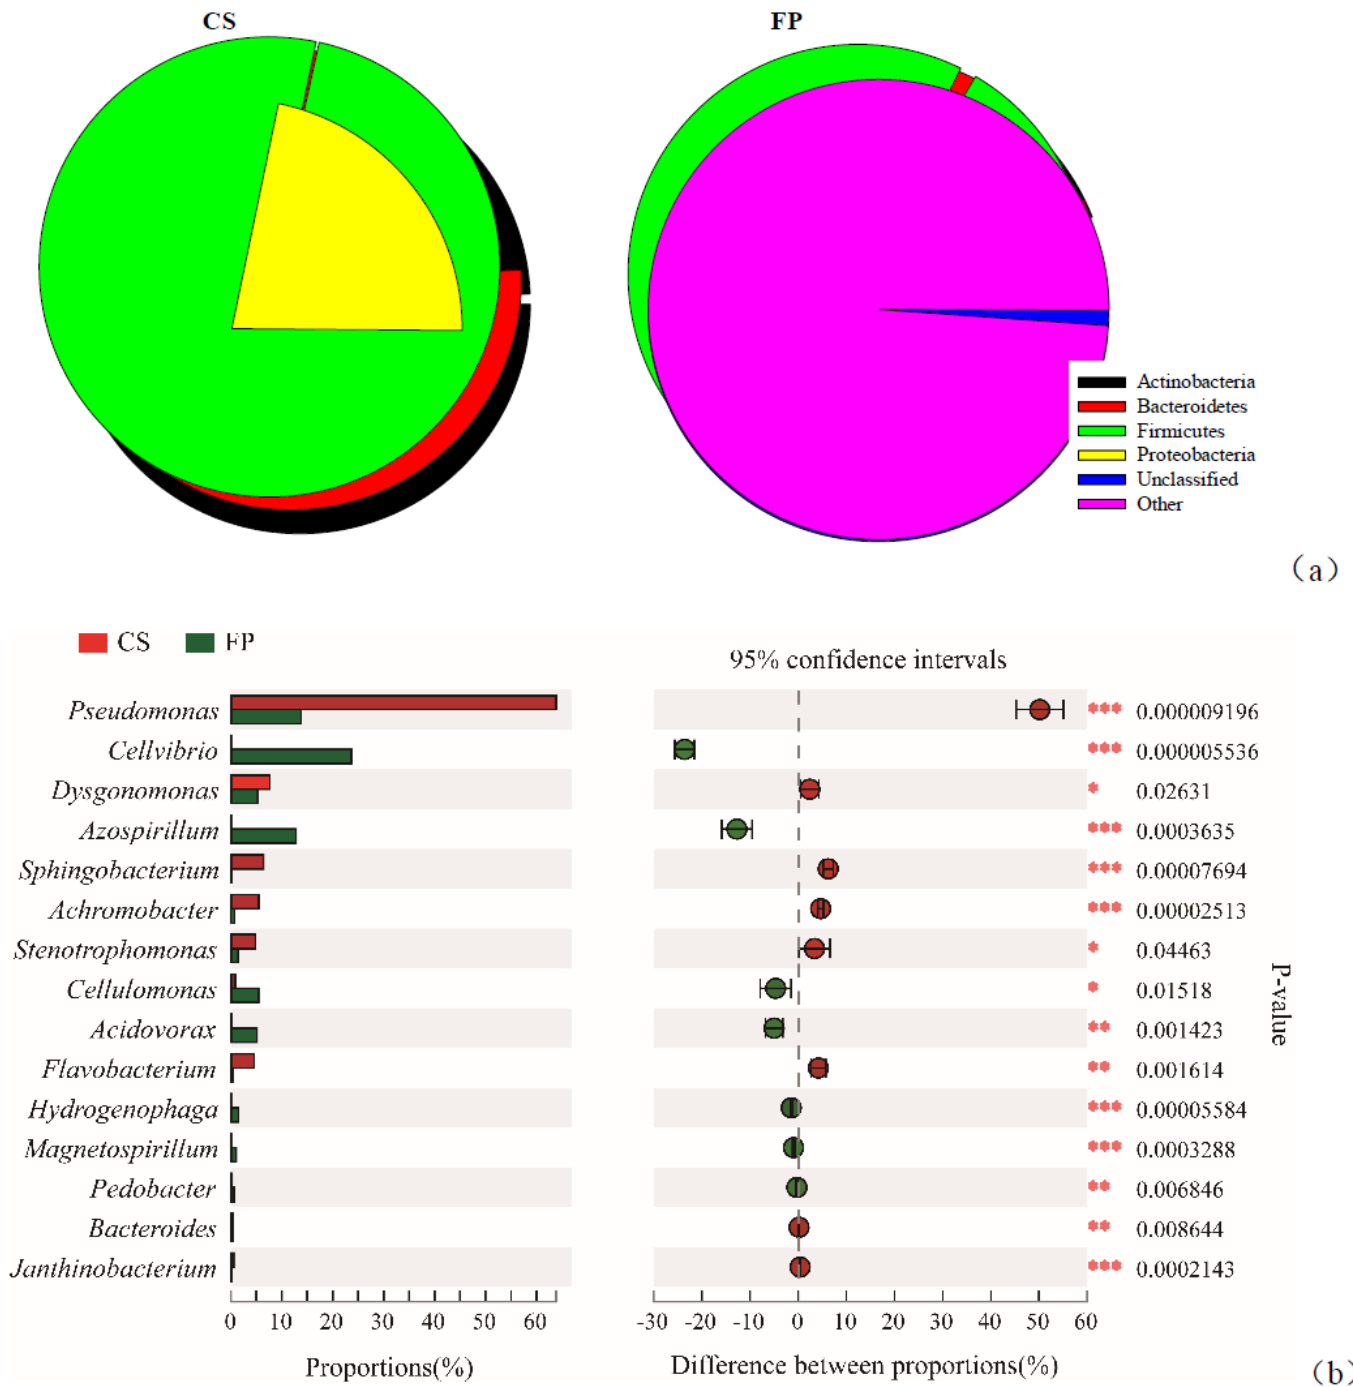 CS
FP
Actinobacteria
Bacteroidetes
Firmicutes
Proteobacteria
Unclassified
Other
（a）
CS FP
95% confidence intervals
Pseudomonas *** 0.000009196
Cellvibrio *** 0.000005536
Dysgonomonas * 0.02631
Azospirillum *** 0.0003635
Sphingobacterium *** 0.00007694
Achromobacter *** 0.00002513
Stenotrophomonas * 0.04463
Cellulomonas * 0.01518
Acidovorax ** 0.001423
Flavobacterium ** 0.001614
Hydrogenophaga *** 0.00005584
Magnetospirillum *** 0.0003288
Pedobacter ** 0.006846
Bacteroides ** 0.008644
Janthinobacterium *** 0.0002143
P-value
0 10 20 30 40 50 60
-30 -20 -10 0 10 20 30 40 50 60
Proportions(%)
Difference between proportions(%)
（b）